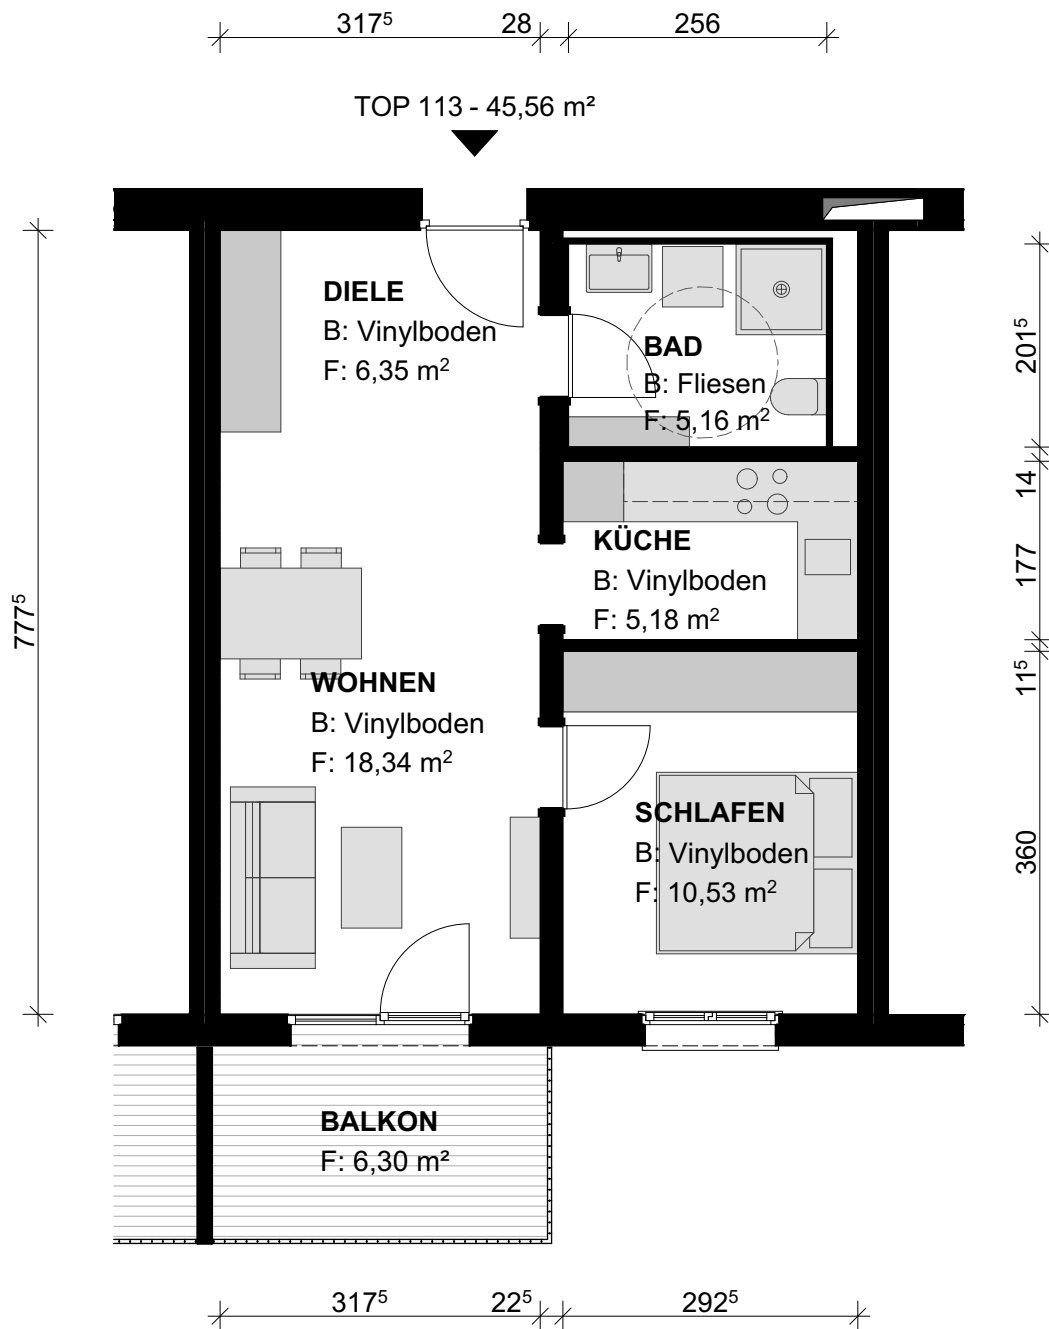 317⁵ 28 256
TOP 113 - 45,56 m²
DIELE
B: Vinylboden
F: 6,35 m²
BAD
B: Fliesen
F: 5,16 m²
201⁵
14
KÜCHE
B: Vinylboden
F: 5,18 m²
177
777⁵
11⁵
WOHNEN
B: Vinylboden
F: 18,34 m²
SCHLAFEN
B: Vinylboden
F: 10,53 m²
360
BALKON
F: 6,30 m²
317⁵ 22⁵ 292⁵